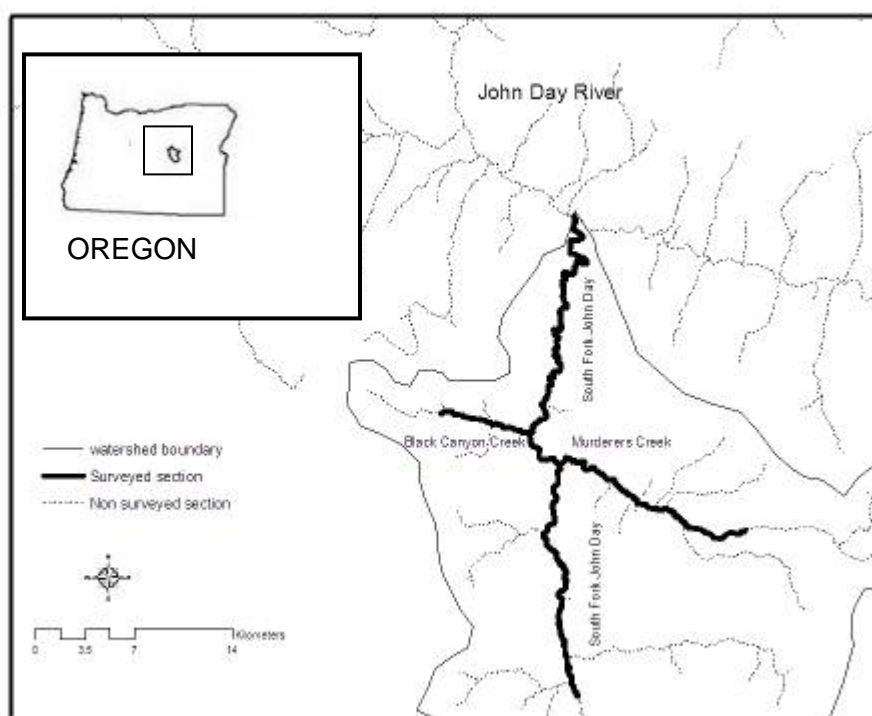 John Day River
OREGON
South Fork John Day
Black Canyon Creek
Murderers Creek
watershed boundary
Surveyed section
Non surveyed section
South Fork John Day
Kilometers
0 3.5 7 14